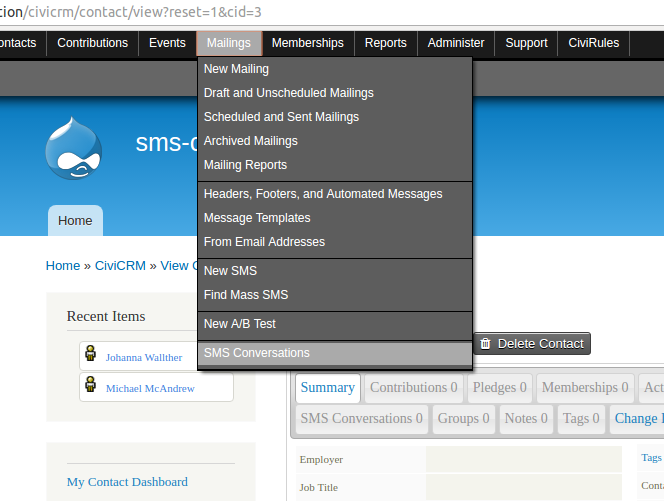 tion/civicrm/contact/view?reset=1&cid=3
ontacts Contributions Events Mailings Memberships Reports Administer Support CiviRules
New Mailing
Draft and Unscheduled Mailings
Scheduled and Sent Mailings
Archived Mailings
Mailing Reports
Headers, Footers, and Automated Messages
Message Templates
From Email Addresses
New SMS
Find Mass SMS
New A/B Test
SMS Conversations
sms-c
Home
Home » CiviCRM » View C
Recent Items
Johanna Wallther
Michael McAndrew
My Contact Dashboard
Delete Contact
Summary Contributions 0 Pledges 0 Memberships 0 Act
SMS Conversations 0 Groups 0 Notes 0 Tags 0 Change
Employer
Job Title
Tags
Conta